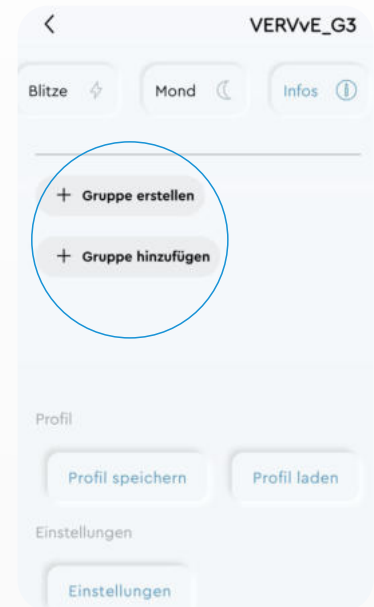 VERVvE_G3
Blitze Mond Infos
+ Gruppe erstellen
+ Gruppe hinzufügen
Profil
Profil speichern Profil laden
Einstellungen
Einstellungen